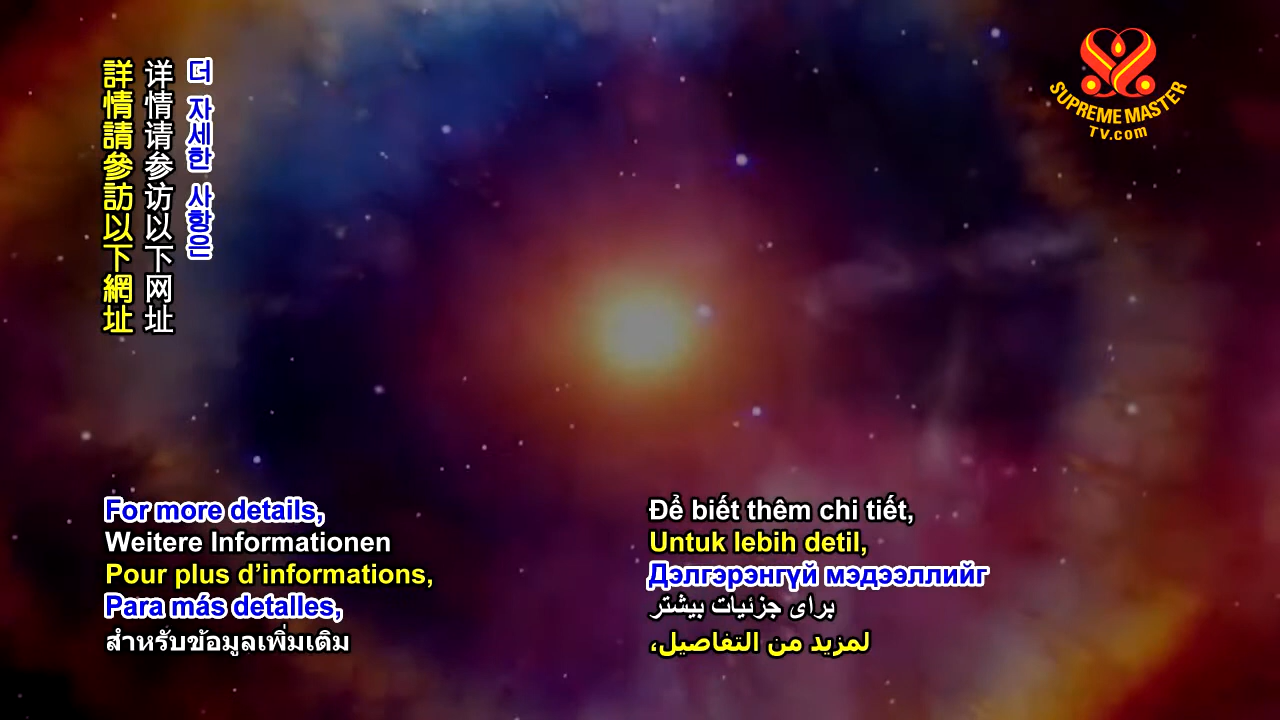 詳情請參訪以下網址
详情请参访以下网址
더 자세한 사항은
SUPREME MASTER
TV.com
For more details,
Weitere Informationen
Pour plus d’informations,
Para más detalles,
สำหรับข้อมูลเพิ่มเติม
Để biết thêm chi tiết,
Untuk lebih detil,
Дэлгэрэнгүй мэдээллийг
برای جزئیات بیشتر
لمزيد من التفاصيل،